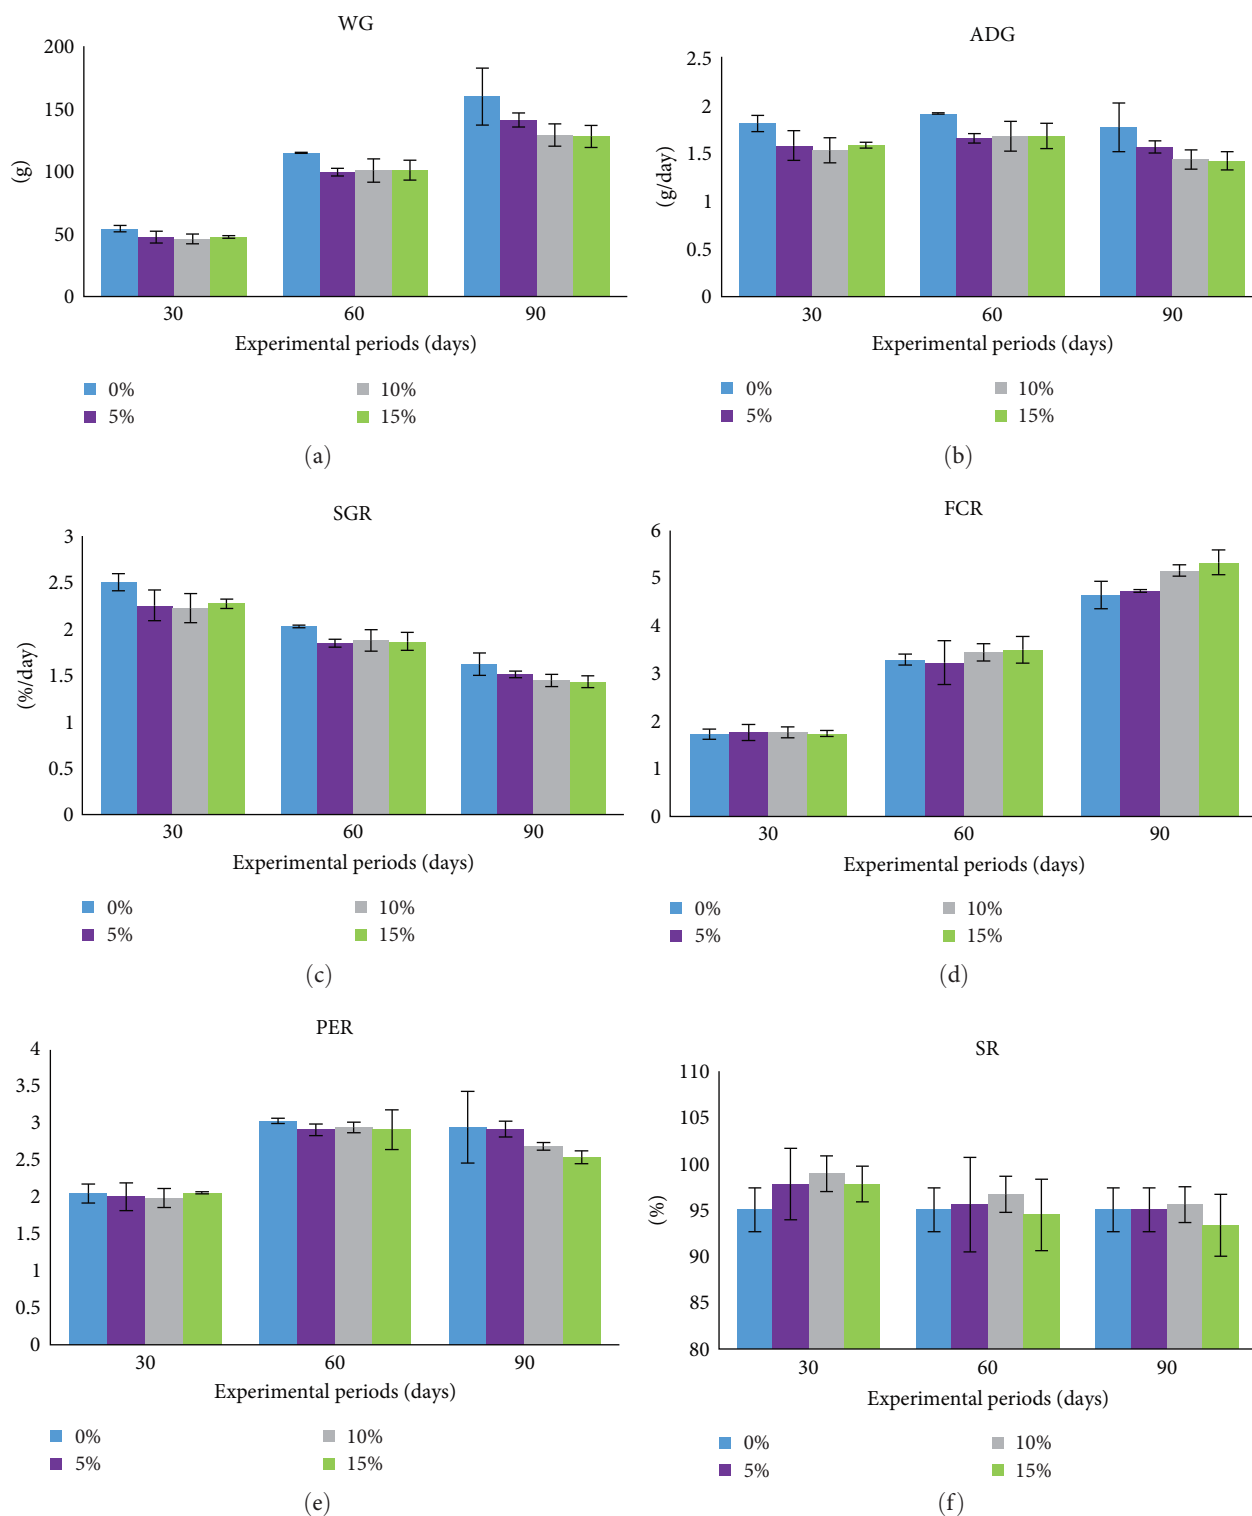 WG
200
150
100
50
0
(g)
30 60 90
Experimental periods (days)
0% 10%
5% 15%
(a)
ADG
2.5
2
1.5
1
0.5
0
(g/day)
30 60 90
Experimental periods (days)
0% 10%
5% 15%
(b)
SGR
3
2.5
2
1.5
1
0.5
0
(%/day)
30 60 90
Experimental periods (days)
0% 10%
5% 15%
(c)
FCR
6
5
4
3
2
1
0
30 60 90
Experimental periods (days)
0% 10%
5% 15%
(d)
PER
4
3.5
3
2.5
2
1.5
1
0.5
0
30 60 90
Experimental periods (days)
0% 10%
5% 15%
(e)
SR
110
105
100
95
90
85
80
(%)
30 60 90
Experimental periods (days)
0% 10%
5% 15%
(f)